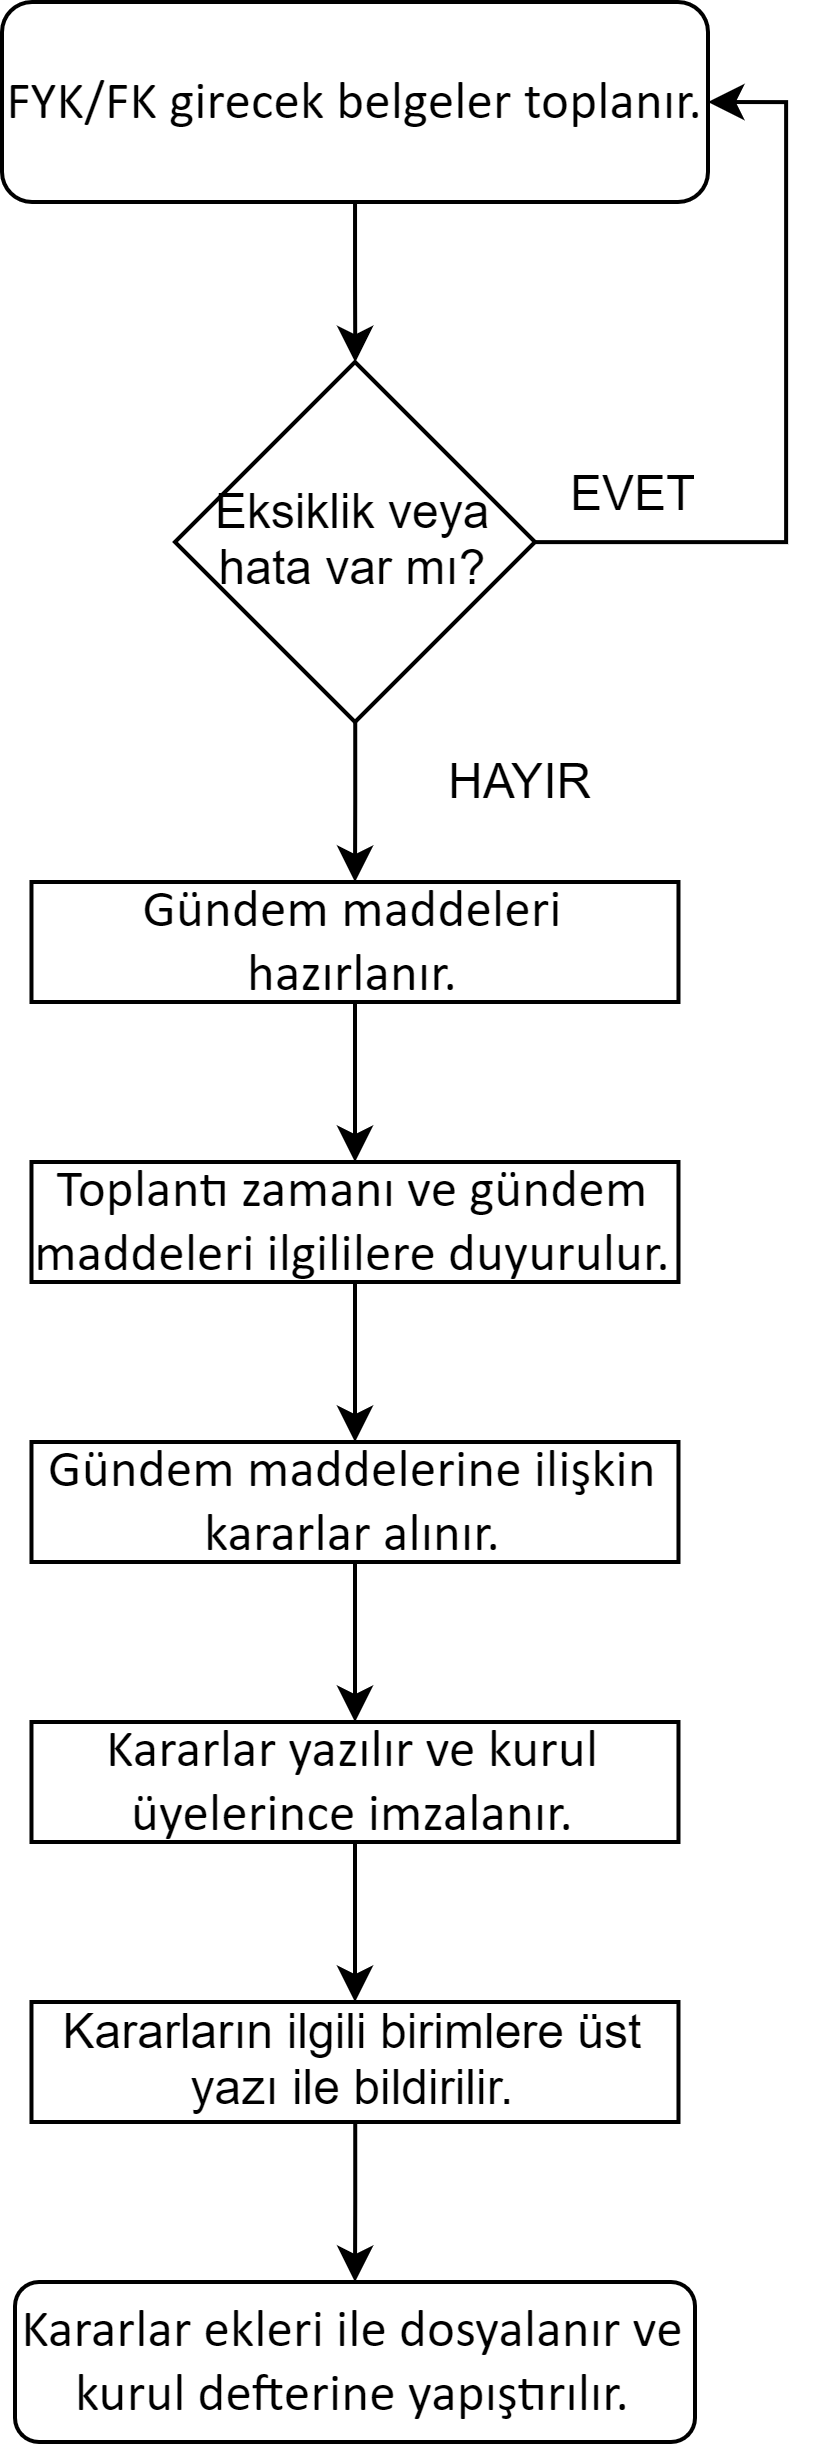 FYK/FK girecek belgeler toplanır.
Eksiklik veya
hata var mı?
EVET
HAYIR
Gündem maddeleri
hazırlanır.
Toplantı zamanı ve gündem
maddeleri ilgililere duyurulur.
Gündem maddelerine ilişkin
kararlar alınır.
Kararlar yazılır ve kurul
üyelerince imzalanır.
Kararların ilgili birimlere üst
yazı ile bildirilir.
Kararlar ekleri ile dosyalanır ve
kurul defterine yapıştırılır.